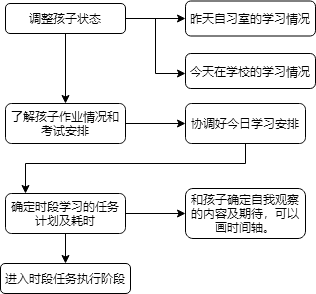 调整孩子状态
昨天自习室的学习情况
今天在学校的学习情况
了解孩子作业情况和
考试安排
协调好今日学习安排
确定时段学习的任务
计划及耗时
和孩子确定自我观察
的内容及期待，可以
画时间轴。
进入时段任务执行阶段